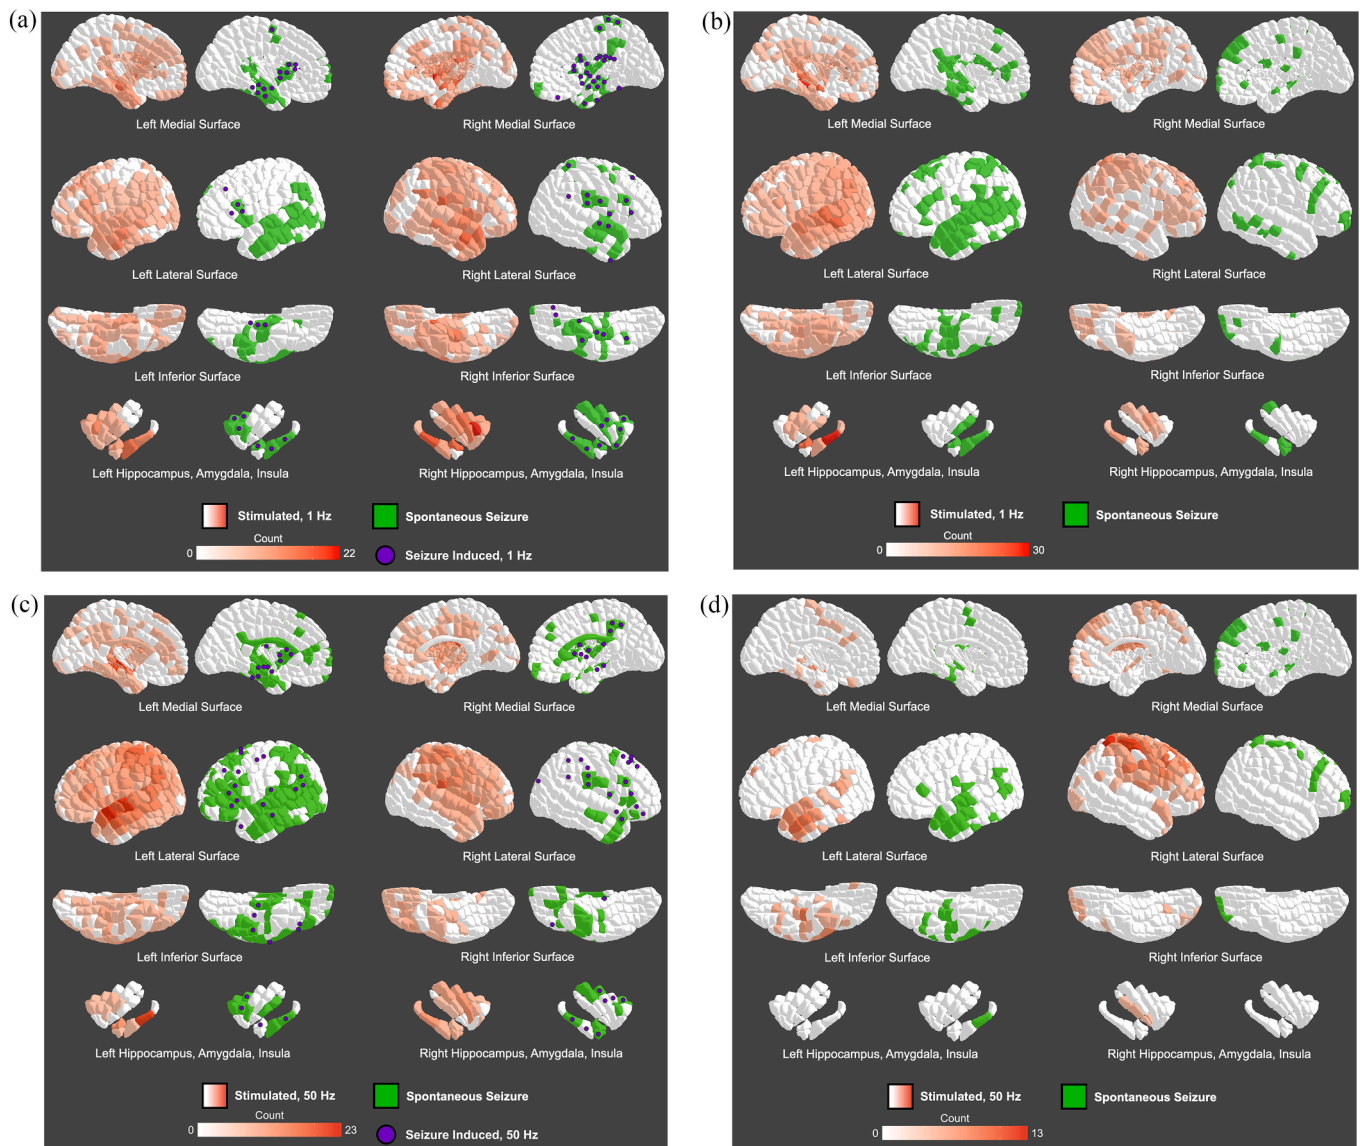 (a)
Left Medial Surface
Right Medial Surface
Left Lateral Surface
Right Lateral Surface
Left Inferior Surface
Right Inferior Surface
Left Hippocampus, Amygdala, Insula
Right Hippocampus, Amygdala, Insula
Stimulated, 1 Hz
Spontaneous Seizure
Count
0
22
Seizure Induced, 1 Hz
(b)
Left Medial Surface
Right Medial Surface
Left Lateral Surface
Right Lateral Surface
Left Inferior Surface
Right Inferior Surface
Left Hippocampus, Amygdala, Insula
Right Hippocampus, Amygdala, Insula
Stimulated, 1 Hz
Spontaneous Seizure
Count
0
30
(c)
Left Medial Surface
Right Medial Surface
Left Lateral Surface
Right Lateral Surface
Left Inferior Surface
Right Inferior Surface
Left Hippocampus, Amygdala, Insula
Right Hippocampus, Amygdala, Insula
Stimulated, 50 Hz
Spontaneous Seizure
Count
0
23
Seizure Induced, 50 Hz
(d)
Left Medial Surface
Right Medial Surface
Left Lateral Surface
Right Lateral Surface
Left Inferior Surface
Right Inferior Surface
Left Hippocampus, Amygdala, Insula
Right Hippocampus, Amygdala, Insula
Stimulated, 50 Hz
Spontaneous Seizure
Count
0
13